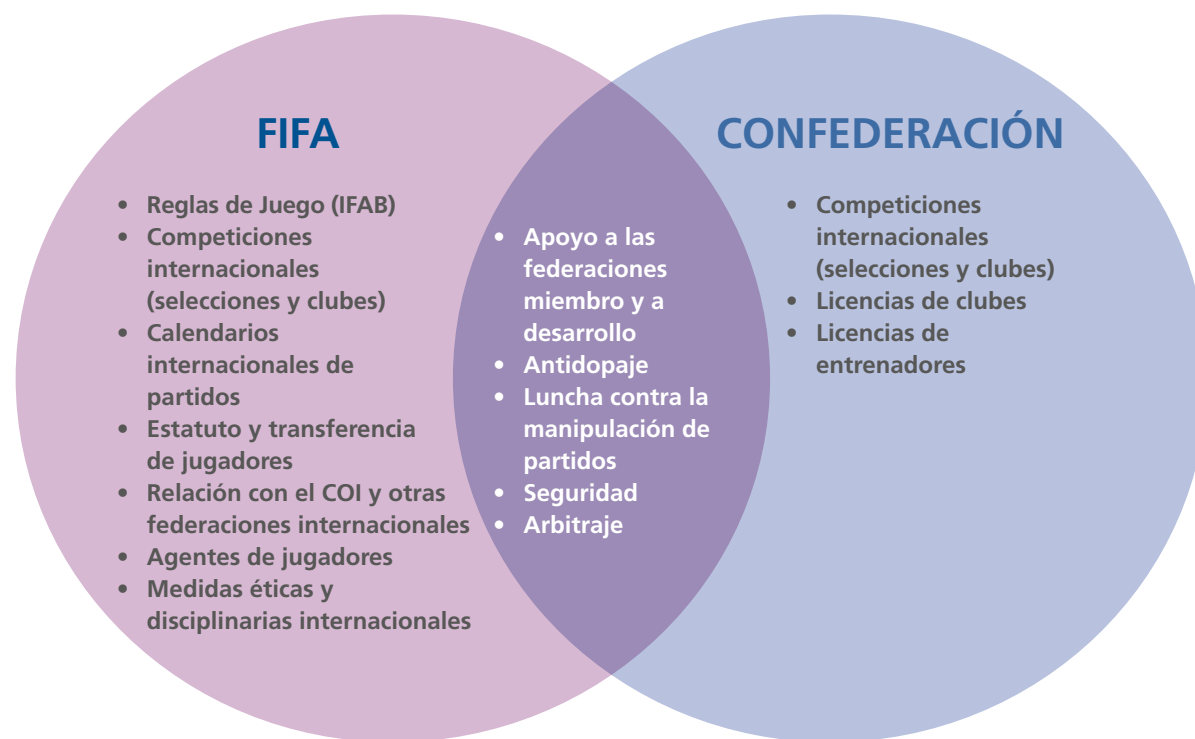 FIFA
• Reglas de Juego (IFAB)
• Competiciones
internacionales
(selecciones y clubes)
• Calendarios
internacionales de
partidos
• Estatuto y transferencia
de jugadores
• Relación con el COI y otras
federaciones internacionales
• Agentes de jugadores
• Medidas éticas y
disciplinarias internacionales
• Apoyo a las
federaciones
miembro y a
desarrollo
• Antidopaje
• Luncha contra la
manipulación de
partidos
• Seguridad
• Arbitraje
CONFEDERACIÓN
• Competiciones
internacionales
(selecciones y clubes)
• Licencias de clubes
• Licencias de
entrenadores